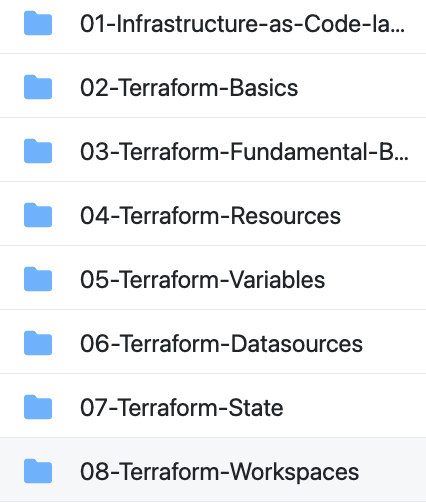 01-Infrastructure-as-Code-la...
02-Terraform-Basics
03-Terraform-Fundamental-B...
04-Terraform-Resources
05-Terraform-Variables
06-Terraform-Datasources
07-Terraform-State
08-Terraform-Workspaces